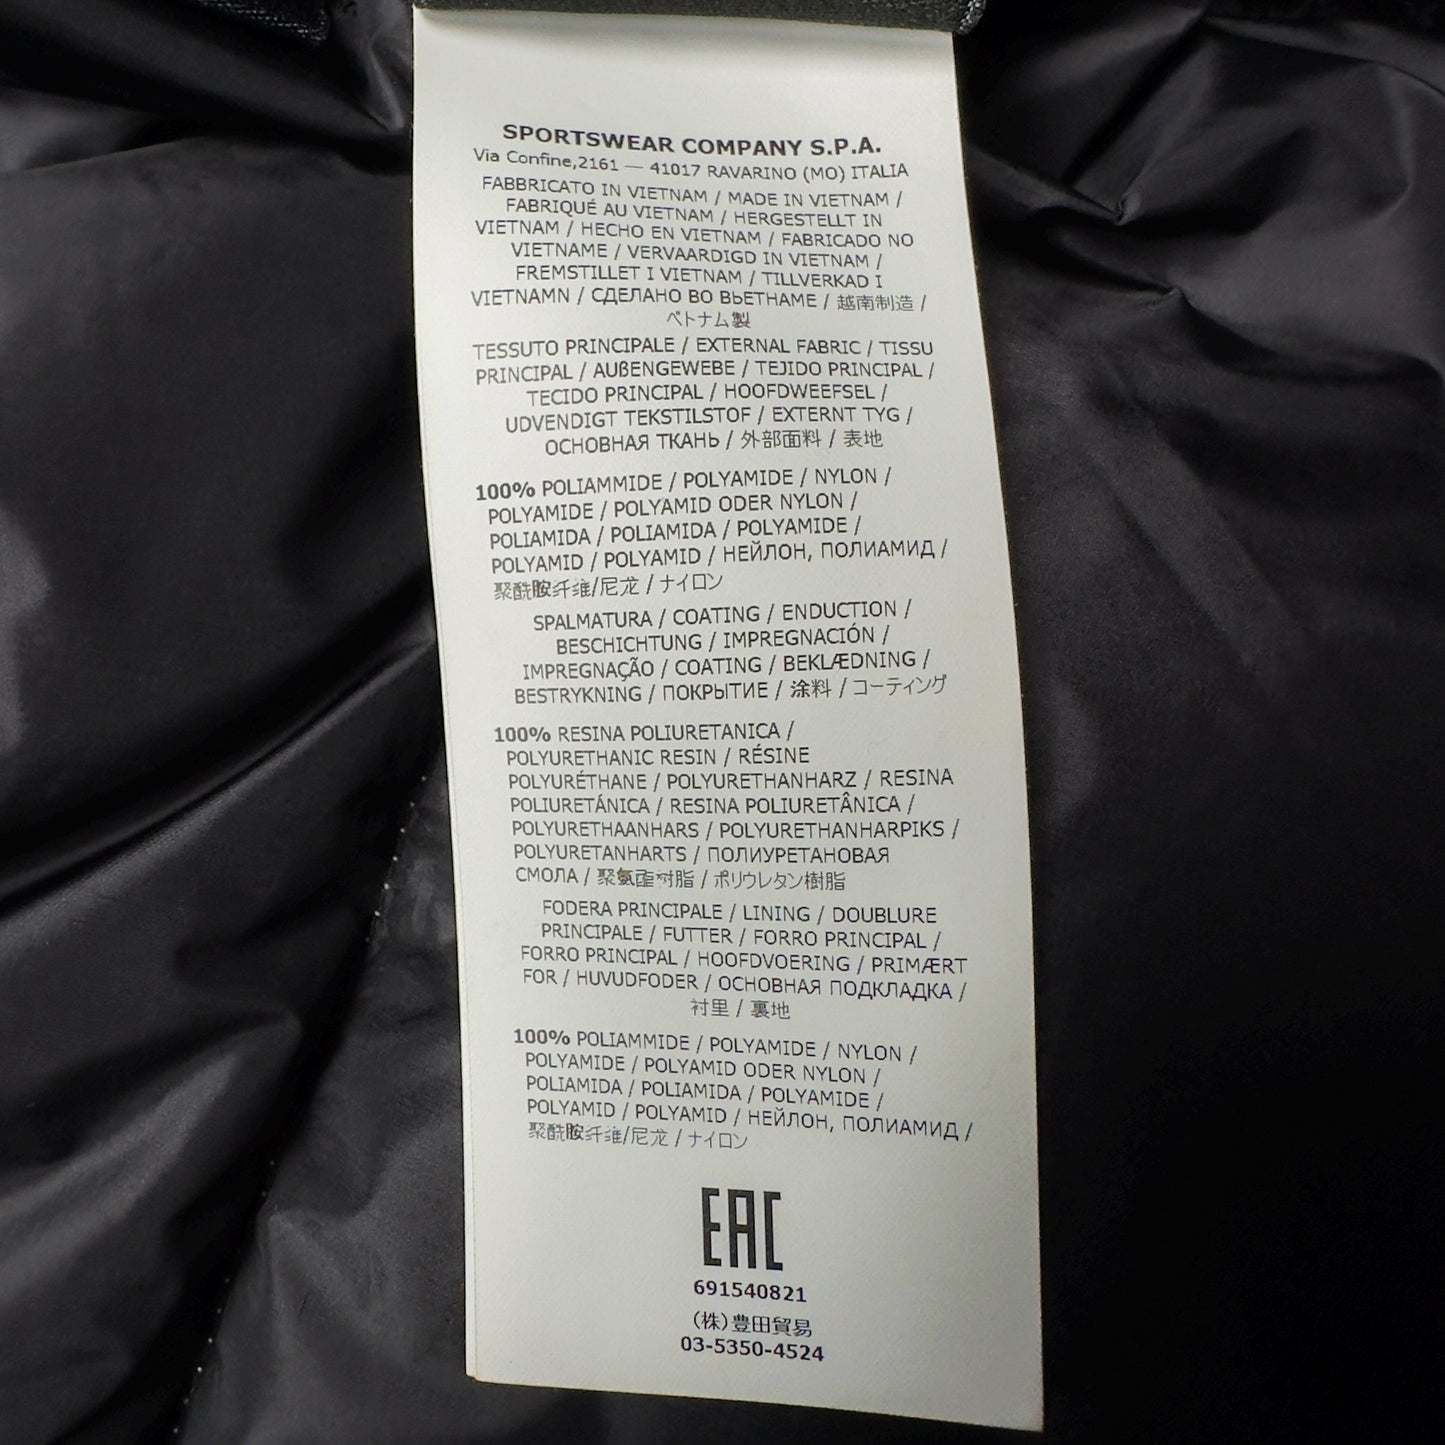 SPORTSWEAR COMPANY S.P.A.
Via Confine,2161 — 41017 RAVARINO (MO) ITALIA
FABBRICATO IN VIETNAM / MADE IN VIETNAM /
FABRIQUÉ AU VIETNAM / HERGESTELLT IN
VIETNAM / HECHO EN VIETNAM / FABRICADO NO
VIETNAME / VERVAARDIGD IN VIETNAM /
FREMSTILLET I VIETNAM / TILLVERKAD I
VIETNAMN / СДЕЛАНО ВО ВЬЕТНАМЕ / 越南制造 /
ベトナム製
TESSUTO PRINCIPALE / EXTERNAL FABRIC / TISSU
PRINCIPAL / AUßENGEWEBE / TEJIDO PRINCIPAL /
TECIDO PRINCIPAL / HOOFDWEEFSEL /
UDVENDIGT TEKSTILSTOF / EXTERNT TYG /
ОСНОВНАЯ ТКАНЬ / 外部面料 / 表地
100% POLIAMMIDE / POLYAMIDE / NYLON /
POLYAMIDE / POLYAMID ODER NYLON /
POLIAMIDA / POLIAMIDA / POLYAMIDE /
POLYAMID / POLYAMID / НЕЙЛОН, ПОЛИАМИД /
聚酰胺纤维/尼龙 / ナイロン
SPALMATURA / COATING / ENDUCTION /
BESCHICHTUNG / IMPREGNACIÓN /
IMPREGNAÇÃO / COATING / BEKLÆDNING /
BESTRYKNING / ПОКРЫТИЕ / 涂料 / コーティング
100% RESINA POLIURETANICA /
POLYURETHANIC RESIN / RÉSINE
POLYURÉTHANE / POLYURETHANHARZ / RESINA
POLIURETÁNICA / RESINA POLIURETÂNICA /
POLYURETHAANHARS / POLYURETHANHARPIKS /
POLYURETANHARTS / ПОЛИУРЕТАНОВАЯ
СМОЛА / 聚氨酯树脂 / ポリウレタン樹脂
FODERA PRINCIPALE / LINING / DOUBLURE
PRINCIPALE / FUTTER / FORRO PRINCIPAL /
FORRO PRINCIPAL / HOOFDVOERING / PRIMÆRT
FOR / HUVUDFODER / ОСНОВНАЯ ПОДКЛАДКА /
衬里 / 裏地
100% POLIAMMIDE / POLYAMIDE / NYLON /
POLYAMIDE / POLYAMID ODER NYLON /
POLIAMIDA / POLIAMIDA / POLYAMIDE /
POLYAMID / POLYAMID / НЕЙЛОН, ПОЛИАМИД /
聚酰胺纤维/尼龙 / ナイロン
EAC
691540821
(株)豊田貿易
03-5350-4524